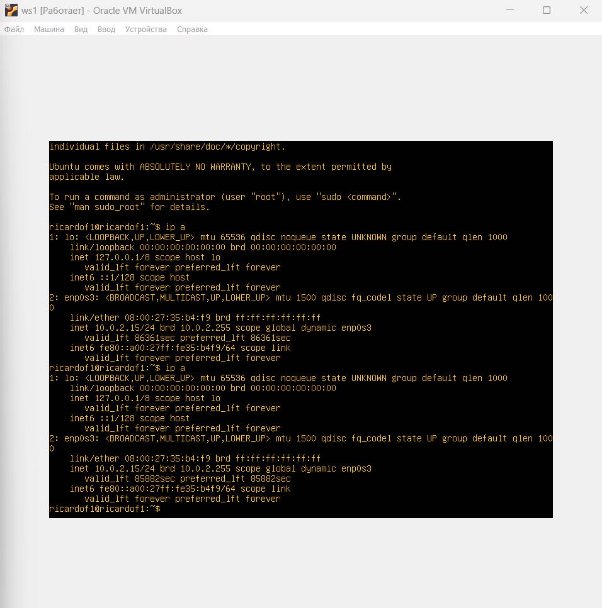 ws1 [Работает] - Oracle VM VirtualBox
Файл Машина Вид Ввод Устройства Справка
individual files in /usr/share/doc/*/copyright.
Ubuntu comes with ABSOLUTELY NO WARRANTY, to the extent permitted by
applicable law.
To run a command as administrator (user "root"), use "sudo <command>".
See "man sudo_root" for details.
ricardof1@ricardof1:~$ ip a
1: lo: <LOOPBACK,UP,LOWER_UP> mtu 65536 qdisc noqueue state UNKNOWN group default qlen 1000
link/loopback 00:00:00:00:00:00 brd 00:00:00:00:00:00
inet 127.0.0.1/8 scope host lo
valid_lft forever preferred_lft forever
inet6 ::1/128 scope host
valid_lft forever preferred_lft forever
2: enp0s3: <BROADCAST,MULTICAST,UP,LOWER_UP> mtu 1500 qdisc fq_codel state UP group default qlen 100
0
link/ether 08:00:27:35:b4:f9 brd ff:ff:ff:ff:ff:ff
inet 10.0.2.15/24 brd 10.0.2.255 scope global dynamic enp0s3
valid_lft 86361sec preferred_lft 86361sec
inet6 fe80::a00:27ff:fe35:b4f9/64 scope link
valid_lft forever preferred_lft forever
ricardof1@ricardof1:~$ ip a
1: lo: <LOOPBACK,UP,LOWER_UP> mtu 65536 qdisc noqueue state UNKNOWN group default qlen 1000
link/loopback 00:00:00:00:00:00 brd 00:00:00:00:00:00
inet 127.0.0.1/8 scope host lo
valid_lft forever preferred_lft forever
inet6 ::1/128 scope host
valid_lft forever preferred_lft forever
2: enp0s3: <BROADCAST,MULTICAST,UP,LOWER_UP> mtu 1500 qdisc fq_codel state UP group default qlen 100
0
link/ether 08:00:27:35:b4:f9 brd ff:ff:ff:ff:ff:ff
inet 10.0.2.15/24 brd 10.0.2.255 scope global dynamic enp0s3
valid_lft 85882sec preferred_lft 85882sec
inet6 fe80::a00:27ff:fe35:b4f9/64 scope link
valid_lft forever preferred_lft forever
ricardof1@ricardof1:~$